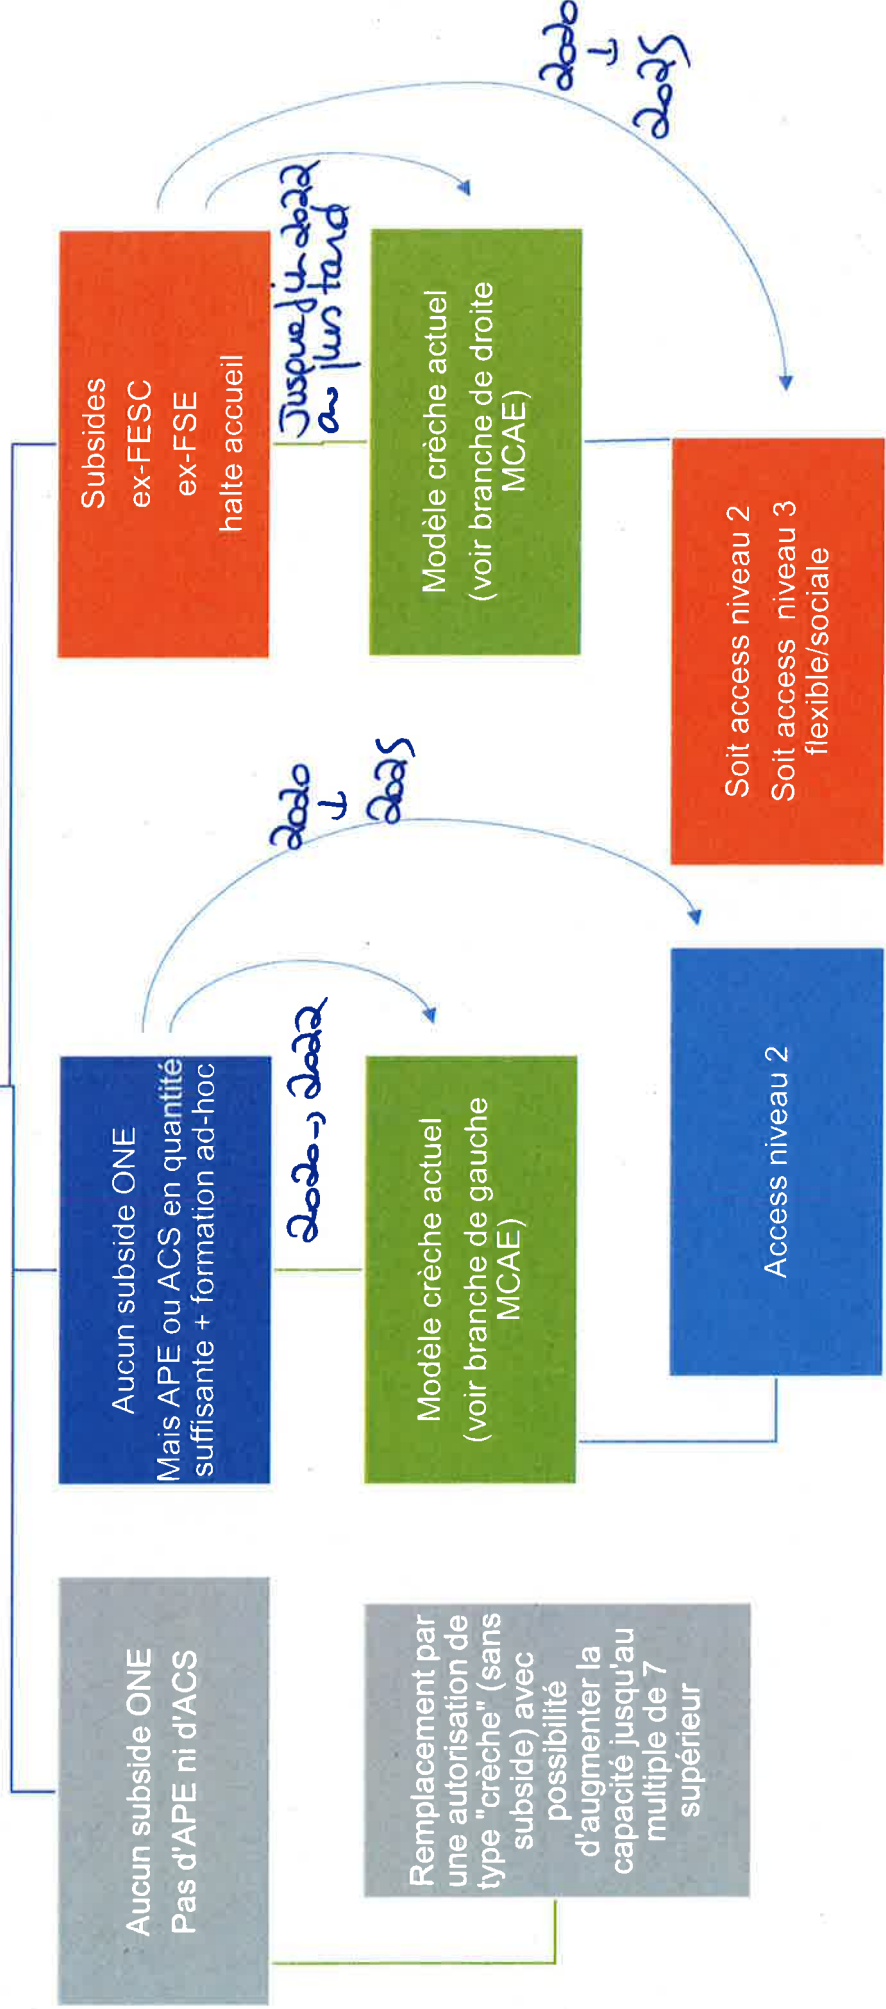 Aucun subside ONE
Pas d'APE ni d'ACS
Remplacement par
une autorisation de
type "crèche" (sans
subside) avec
possibilité
d'augmenter la
capacité jusqu'au
multiple de 7
supérieur
Aucun subside ONE
Mais APE ou ACS en quantité
suffisante + formation ad-hoc
2020 → 2022
Modèle crèche actuel
(voir branche de gauche
MCAE)
2020
↓
2025
Access niveau 2
Subsides
ex-FESC
ex-FSE
halte accueil
Jusque fin 2022
au plus tard
Modèle crèche actuel
(voir branche de droite
MCAE)
2020
↓
2025
Soit access niveau 2
Soit access niveau 3
flexible/sociale